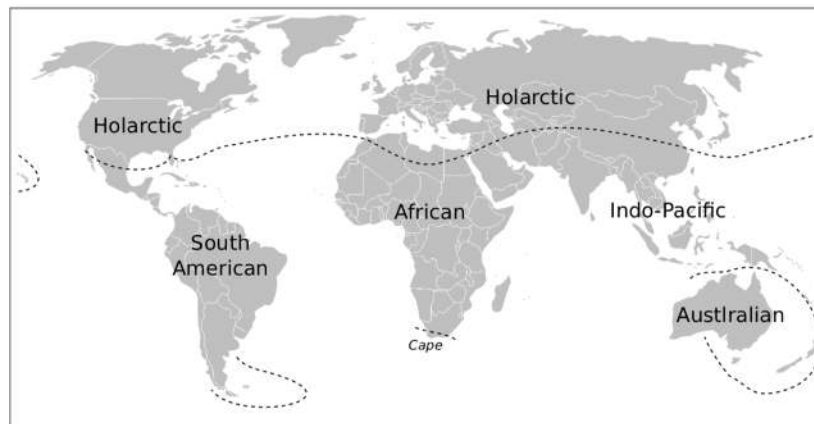 Holarctic
Holarctic
African
Indo-Pacific
South
American
Austlralian
Cape